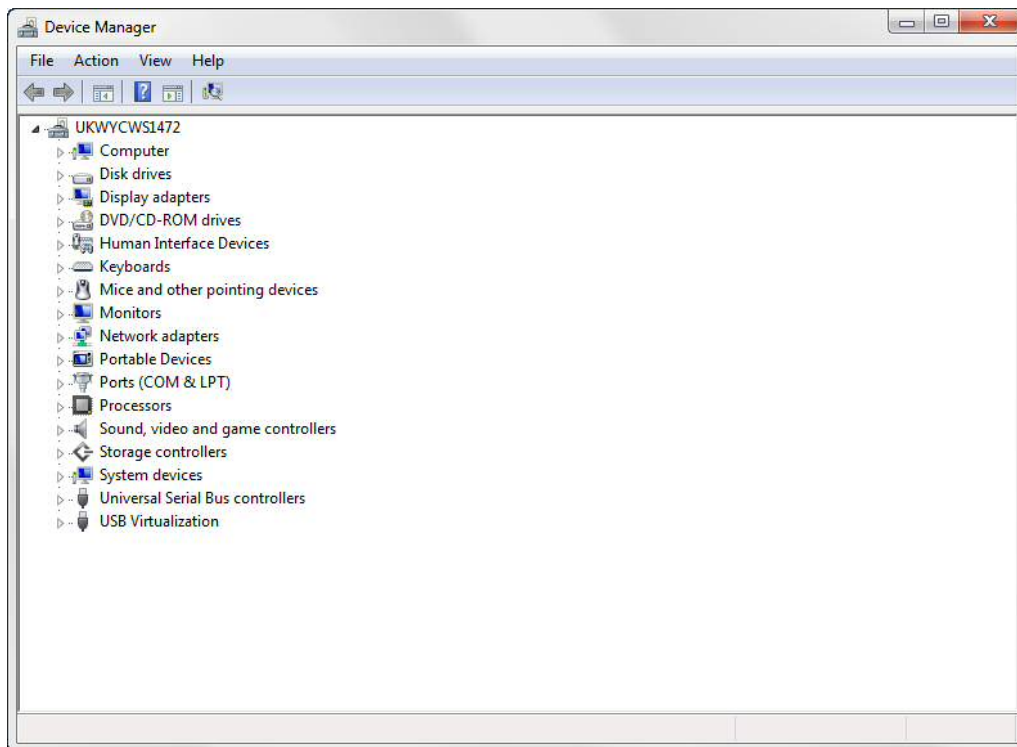 Device Manager
File Action View Help
UKWYCWS1472
Computer
Disk drives
Display adapters
DVD/CD-ROM drives
Human Interface Devices
Keyboards
Mice and other pointing devices
Monitors
Network adapters
Portable Devices
Ports (COM & LPT)
Processors
Sound, video and game controllers
Storage controllers
System devices
Universal Serial Bus controllers
USB Virtualization